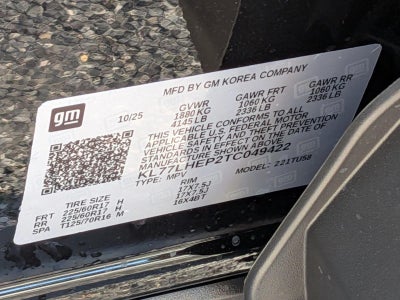 MFD BY GM KOREA COMPANY
gm 10/25 GVWR GAWR FRT GAWR RR
1880 KG 1060 KG 1060 KG
4145 LB 2336 LB 2336 LB
THIS VEHICLE CONFORMS TO ALL
APPLICABLE U.S. FEDERAL MOTOR
VEHICLE SAFETY AND THEFT PREVENTION
STANDARDS IN EFFECT ON THE DATE OF
MANUFACTURE SHOWN ABOVE.
KL77LHEP2TC049422
TYPE: MPV MODEL: 221TU58
TIRE SIZE RIM
FRT 225/60R17 H 17X7.5J
RR 225/60R17 H 17X7.5J
SPA T125/70R16 M 16X4BT